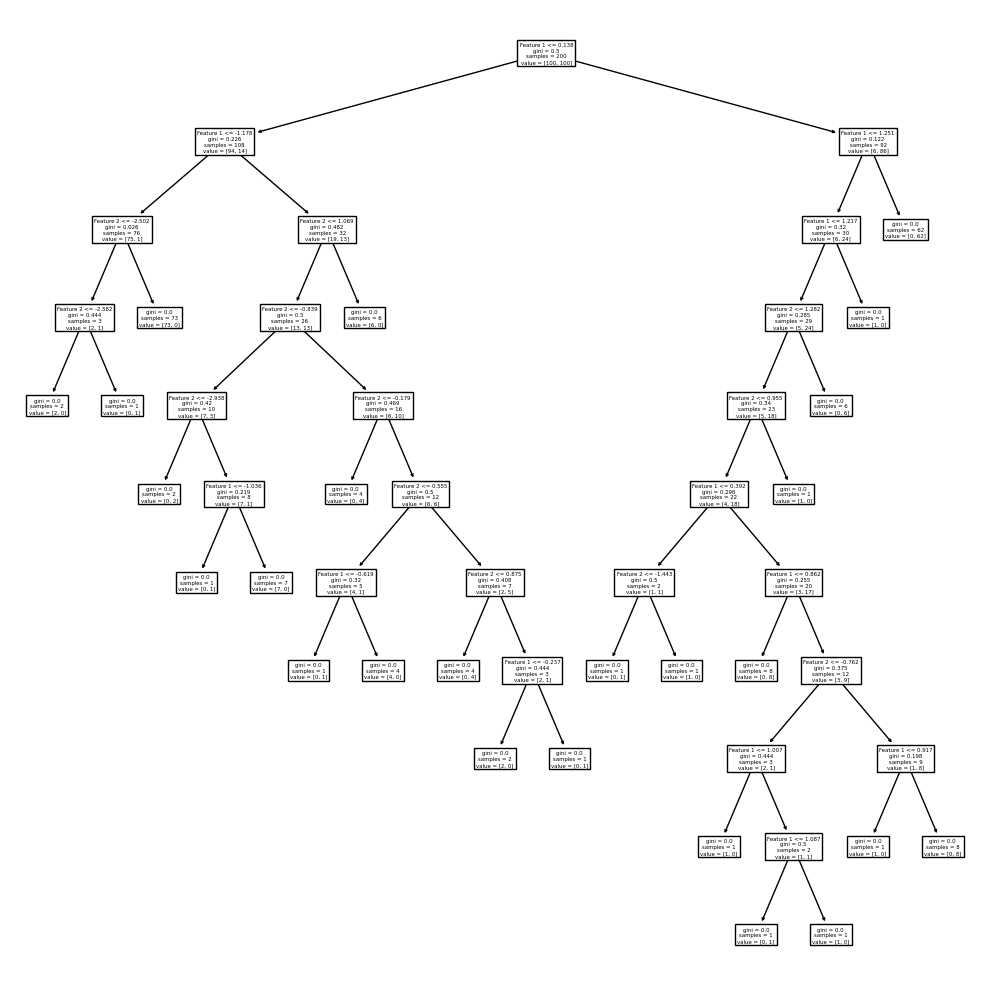 Feature 1 <= 0.138
gini = 0.5
samples = 200
value = [100, 100]
Feature 1 <= -1.178
gini = 0.226
samples = 108
value = [94, 14]
Feature 1 <= 1.251
gini = 0.122
samples = 92
value = [6, 86]
Feature 2 <= -2.502
gini = 0.026
samples = 76
value = [75, 1]
Feature 2 <= 1.069
gini = 0.482
samples = 32
value = [19, 13]
Feature 1 <= 1.217
gini = 0.32
samples = 30
value = [6, 24]
gini = 0.0
samples = 62
value = [0, 62]
Feature 2 <= -2.582
gini = 0.444
samples = 3
value = [2, 1]
gini = 0.0
samples = 73
value = [73, 0]
Feature 2 <= -0.839
gini = 0.5
samples = 26
value = [13, 13]
gini = 0.0
samples = 6
value = [6, 0]
Feature 2 <= 1.282
gini = 0.285
samples = 29
value = [5, 24]
gini = 0.0
samples = 1
value = [1, 0]
gini = 0.0
samples = 2
value = [2, 0]
gini = 0.0
samples = 1
value = [0, 1]
Feature 2 <= -2.938
gini = 0.42
samples = 10
value = [7, 3]
Feature 2 <= -0.179
gini = 0.469
samples = 16
value = [6, 10]
Feature 2 <= 0.955
gini = 0.34
samples = 23
value = [5, 18]
gini = 0.0
samples = 6
value = [0, 6]
gini = 0.0
samples = 2
value = [0, 2]
Feature 1 <= -1.036
gini = 0.219
samples = 8
value = [7, 1]
gini = 0.0
samples = 4
value = [0, 4]
Feature 2 <= 0.555
gini = 0.5
samples = 12
value = [6, 6]
Feature 1 <= 0.392
gini = 0.298
samples = 22
value = [4, 18]
gini = 0.0
samples = 1
value = [1, 0]
gini = 0.0
samples = 1
value = [0, 1]
gini = 0.0
samples = 7
value = [7, 0]
Feature 1 <= -0.619
gini = 0.32
samples = 5
value = [4, 1]
Feature 2 <= 0.875
gini = 0.408
samples = 7
value = [2, 5]
Feature 2 <= -1.443
gini = 0.5
samples = 2
value = [1, 1]
Feature 1 <= 0.862
gini = 0.255
samples = 20
value = [3, 17]
gini = 0.0
samples = 1
value = [0, 1]
gini = 0.0
samples = 4
value = [4, 0]
gini = 0.0
samples = 4
value = [0, 4]
Feature 1 <= -0.237
gini = 0.444
samples = 3
value = [2, 1]
gini = 0.0
samples = 1
value = [0, 1]
gini = 0.0
samples = 1
value = [1, 0]
gini = 0.0
samples = 8
value = [0, 8]
Feature 2 <= -0.762
gini = 0.375
samples = 12
value = [3, 9]
gini = 0.0
samples = 2
value = [2, 0]
gini = 0.0
samples = 1
value = [0, 1]
Feature 1 <= 1.007
gini = 0.444
samples = 3
value = [2, 1]
Feature 1 <= 0.917
gini = 0.198
samples = 9
value = [1, 8]
gini = 0.0
samples = 1
value = [1, 0]
Feature 1 <= 1.087
gini = 0.5
samples = 2
value = [1, 1]
gini = 0.0
samples = 1
value = [1, 0]
gini = 0.0
samples = 8
value = [0, 8]
gini = 0.0
samples = 1
value = [0, 1]
gini = 0.0
samples = 1
value = [1, 0]